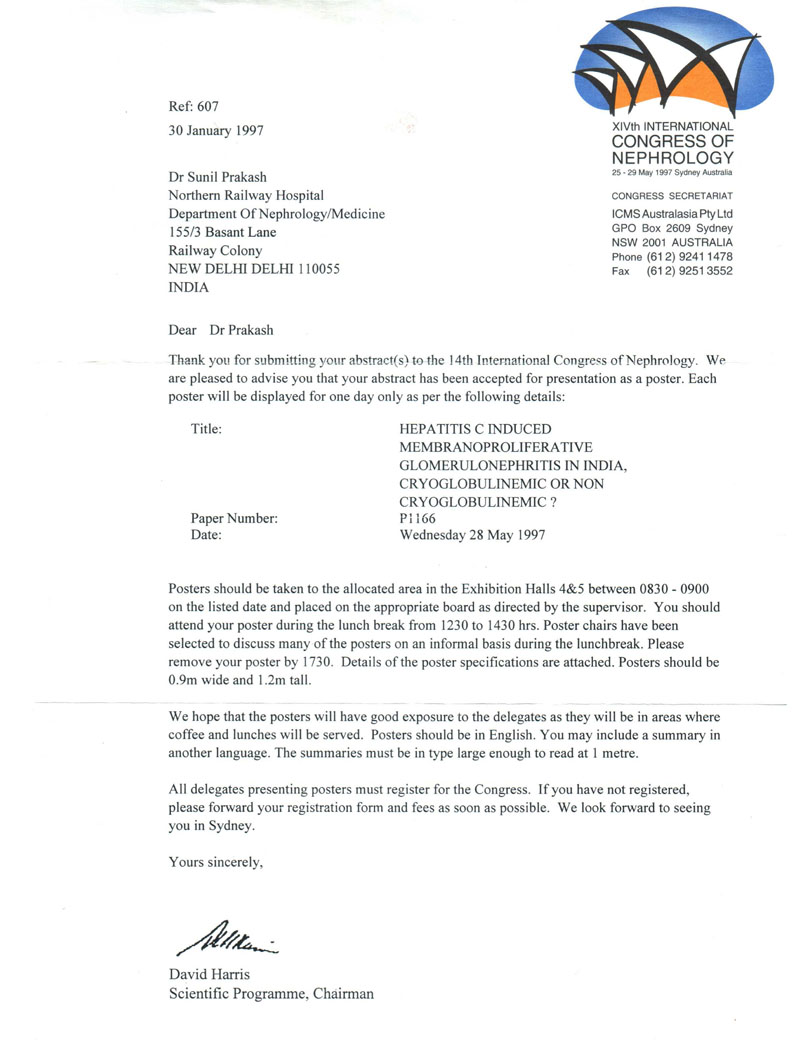 XIVth INTERNATIONAL
CONGRESS OF
NEPHROLOGY
25 - 29 May 1997 Sydney Australia
CONGRESS SECRETARIAT
ICMS Australasia Pty Ltd
GPO Box 2609 Sydney
NSW 2001 AUSTRALIA
Phone (61 2) 9241 1478
Fax (61 2) 9251 3552
Ref: 607
30 January 1997
Dr Sunil Prakash
Northern Railway Hospital
Department Of Nephrology/Medicine
155/3 Basant Lane
Railway Colony
NEW DELHI DELHI 110055
INDIA
Dear Dr Prakash
Thank you for submitting your abstract(s) to the 14th International Congress of Nephrology. We
are pleased to advise you that your abstract has been accepted for presentation as a poster. Each
poster will be displayed for one day only as per the following details:
Title: HEPATITIS C INDUCED
MEMBRANOPROLIFERATIVE
GLOMERULONEPHRITIS IN INDIA,
CRYOGLOBULINEMIC OR NON
CRYOGLOBULINEMIC ?
Paper Number: P1166
Date: Wednesday 28 May 1997
Posters should be taken to the allocated area in the Exhibition Halls 4&5 between 0830 - 0900
on the listed date and placed on the appropriate board as directed by the supervisor. You should
attend your poster during the lunch break from 1230 to 1430 hrs. Poster chairs have been
selected to discuss many of the posters on an informal basis during the lunchbreak. Please
remove your poster by 1730. Details of the poster specifications are attached. Posters should be
0.9m wide and 1.2m tall.
We hope that the posters will have good exposure to the delegates as they will be in areas where
coffee and lunches will be served. Posters should be in English. You may include a summary in
another language. The summaries must be in type large enough to read at 1 metre.
All delegates presenting posters must register for the Congress. If you have not registered,
please forward your registration form and fees as soon as possible. We look forward to seeing
you in Sydney.
Yours sincerely,
David Harris
Scientific Programme, Chairman